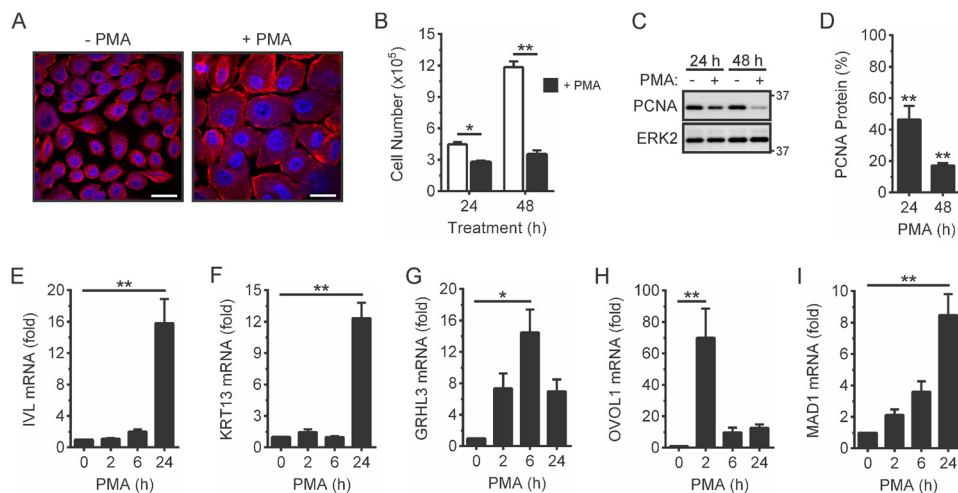 A
- PMA
+ PMA
B
Cell Number (x10⁵)
15
12
9
6
3
0
*
**
+ PMA
24
48
Treatment (h)
C
24 h
48 h
PMA: - + - +
PCNA
37
ERK2
37
D
PCNA Protein (%)
100
80
60
40
20
0
**
**
24
48
PMA (h)
E
IVL mRNA (fold)
20
16
12
8
4
0
**
0 2 6 24
PMA (h)
F
KRT13 mRNA (fold)
15
12
9
6
3
0
**
0 2 6 24
PMA (h)
G
GRHL3 mRNA (fold)
20
16
12
8
4
0
*
0 2 6 24
PMA (h)
H
OVOL1 mRNA (fold)
100
80
60
40
20
10
0
**
0 2 6 24
PMA (h)
I
MAD1 mRNA (fold)
10
8
6
4
2
0
**
0 2 6 24
PMA (h)